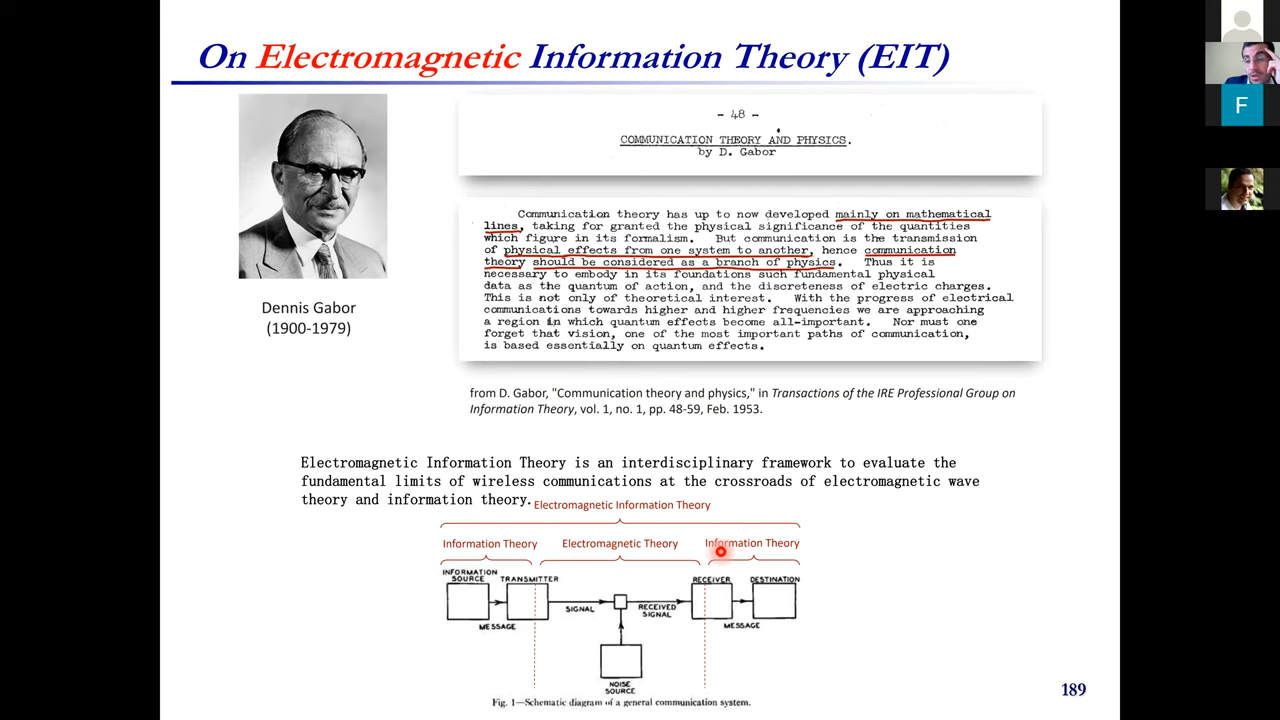 On Electromagnetic Information Theory (EIT)
- 48 -
COMMUNICATION THEORY AND PHYSICS.
by D. Gabor
Communication theory has up to now developed mainly on mathematical
lines, taking for granted the physical significance of the quantities
which figure in its formalism. But communication is the transmission
of physical effects from one system to another, hence communication
theory should be considered as a branch of physics. Thus it is
necessary to embody in its foundations such fundamental physical
data as the quantum of action, and the discreteness of electric charges.
This is not only of theoretical interest. With the progress of electrical
communications towards higher and higher frequencies we are approaching
a region in which quantum effects become all-important. Nor must one
forget that vision, one of the most important paths of communication,
is based essentially on quantum effects.
Dennis Gabor
(1900-1979)
from D. Gabor, "Communication theory and physics," in Transactions of the IRE Professional Group on
Information Theory, vol. 1, no. 1, pp. 48-59, Feb. 1953.
Electromagnetic Information Theory is an interdisciplinary framework to evaluate the
fundamental limits of wireless communications at the crossroads of electromagnetic wave
theory and information theory.
Electromagnetic Information Theory
Information Theory Electromagnetic Theory Information Theory
INFORMATION
SOURCE TRANSMITTER RECEIVER DESTINATION
SIGNAL RECEIVED
SIGNAL
MESSAGE MESSAGE
NOISE
SOURCE
Fig. 1—Schematic diagram of a general communication system.
189
F